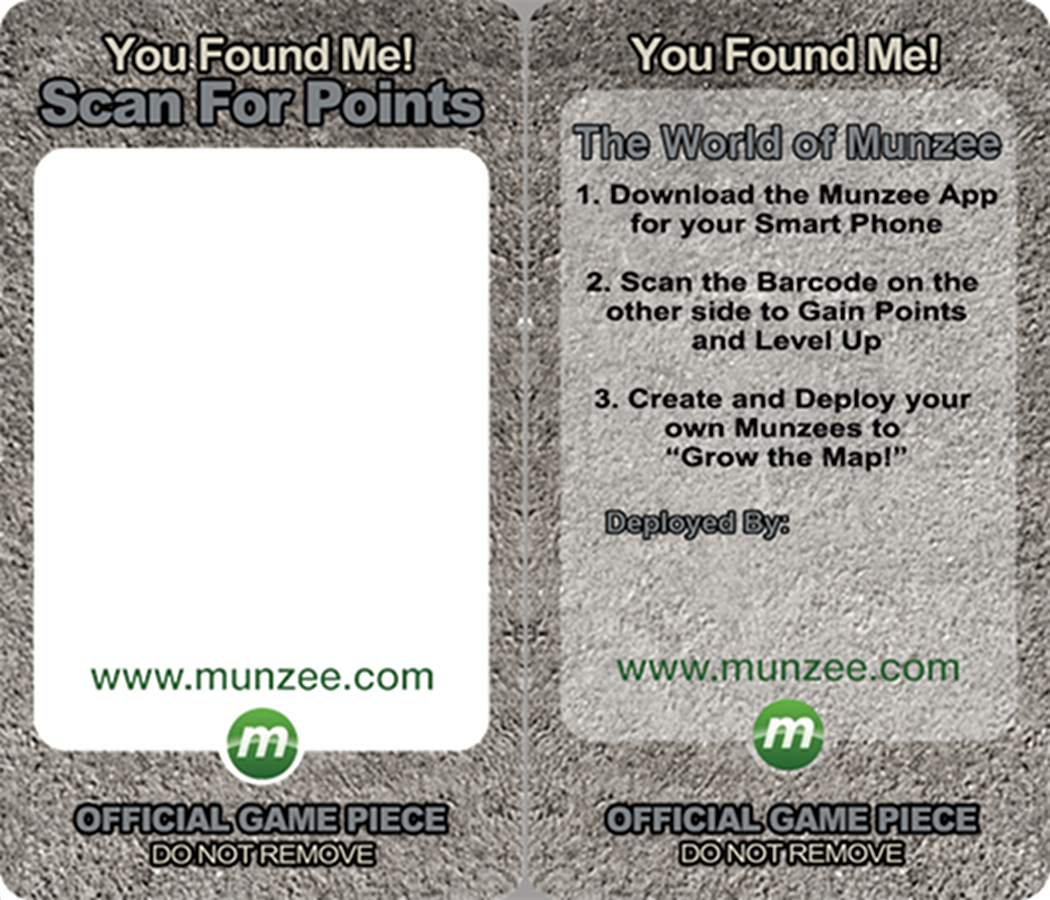 You Found Me!
Scan For Points
www.munzee.com
m
OFFICIAL GAME PIECE
DO NOT REMOVE
You Found Me!
The World of Munzee
1. Download the Munzee App
for your Smart Phone
2. Scan the Barcode on the
other side to Gain Points
and Level Up
3. Create and Deploy your
own Munzees to
“Grow the Map!”
Deployed By:
www.munzee.com
m
OFFICIAL GAME PIECE
DO NOT REMOVE